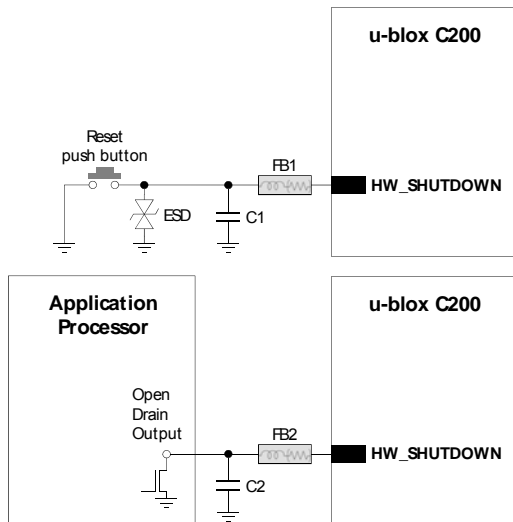 u-blox C200
Reset
push button
FB1
HW_SHUTDOWN
ESD
C1
Application
Processor
u-blox C200
Open
Drain
Output
FB2
HW_SHUTDOWN
C2